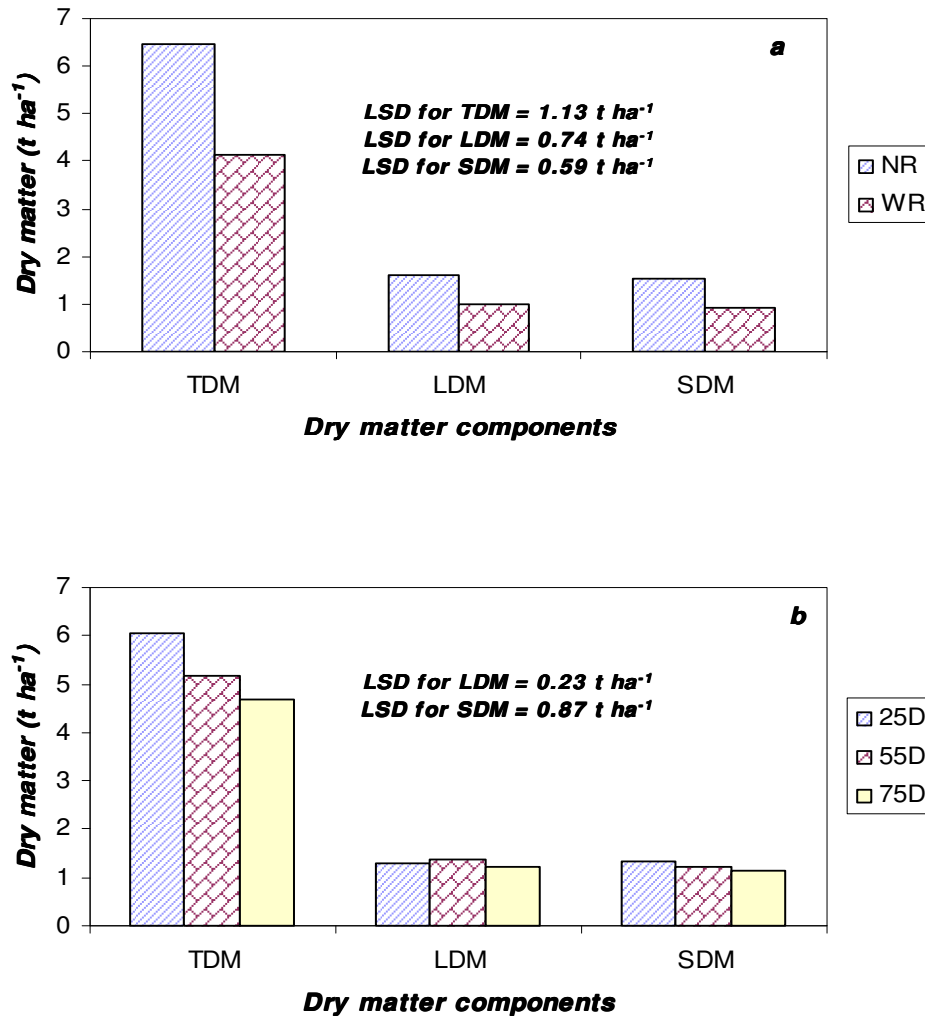 7
6
5
4
3
2
1
0
Dry matter (t ha⁻¹)
a
LSD for TDM = 1.13 t ha⁻¹
LSD for LDM = 0.74 t ha⁻¹
LSD for SDM = 0.59 t ha⁻¹
NR
WR
TDM LDM SDM
Dry matter components
7
6
5
4
3
2
1
0
Dry matter (t ha⁻¹)
b
LSD for LDM = 0.23 t ha⁻¹
LSD for SDM = 0.87 t ha⁻¹
25D
55D
75D
TDM LDM SDM
Dry matter components